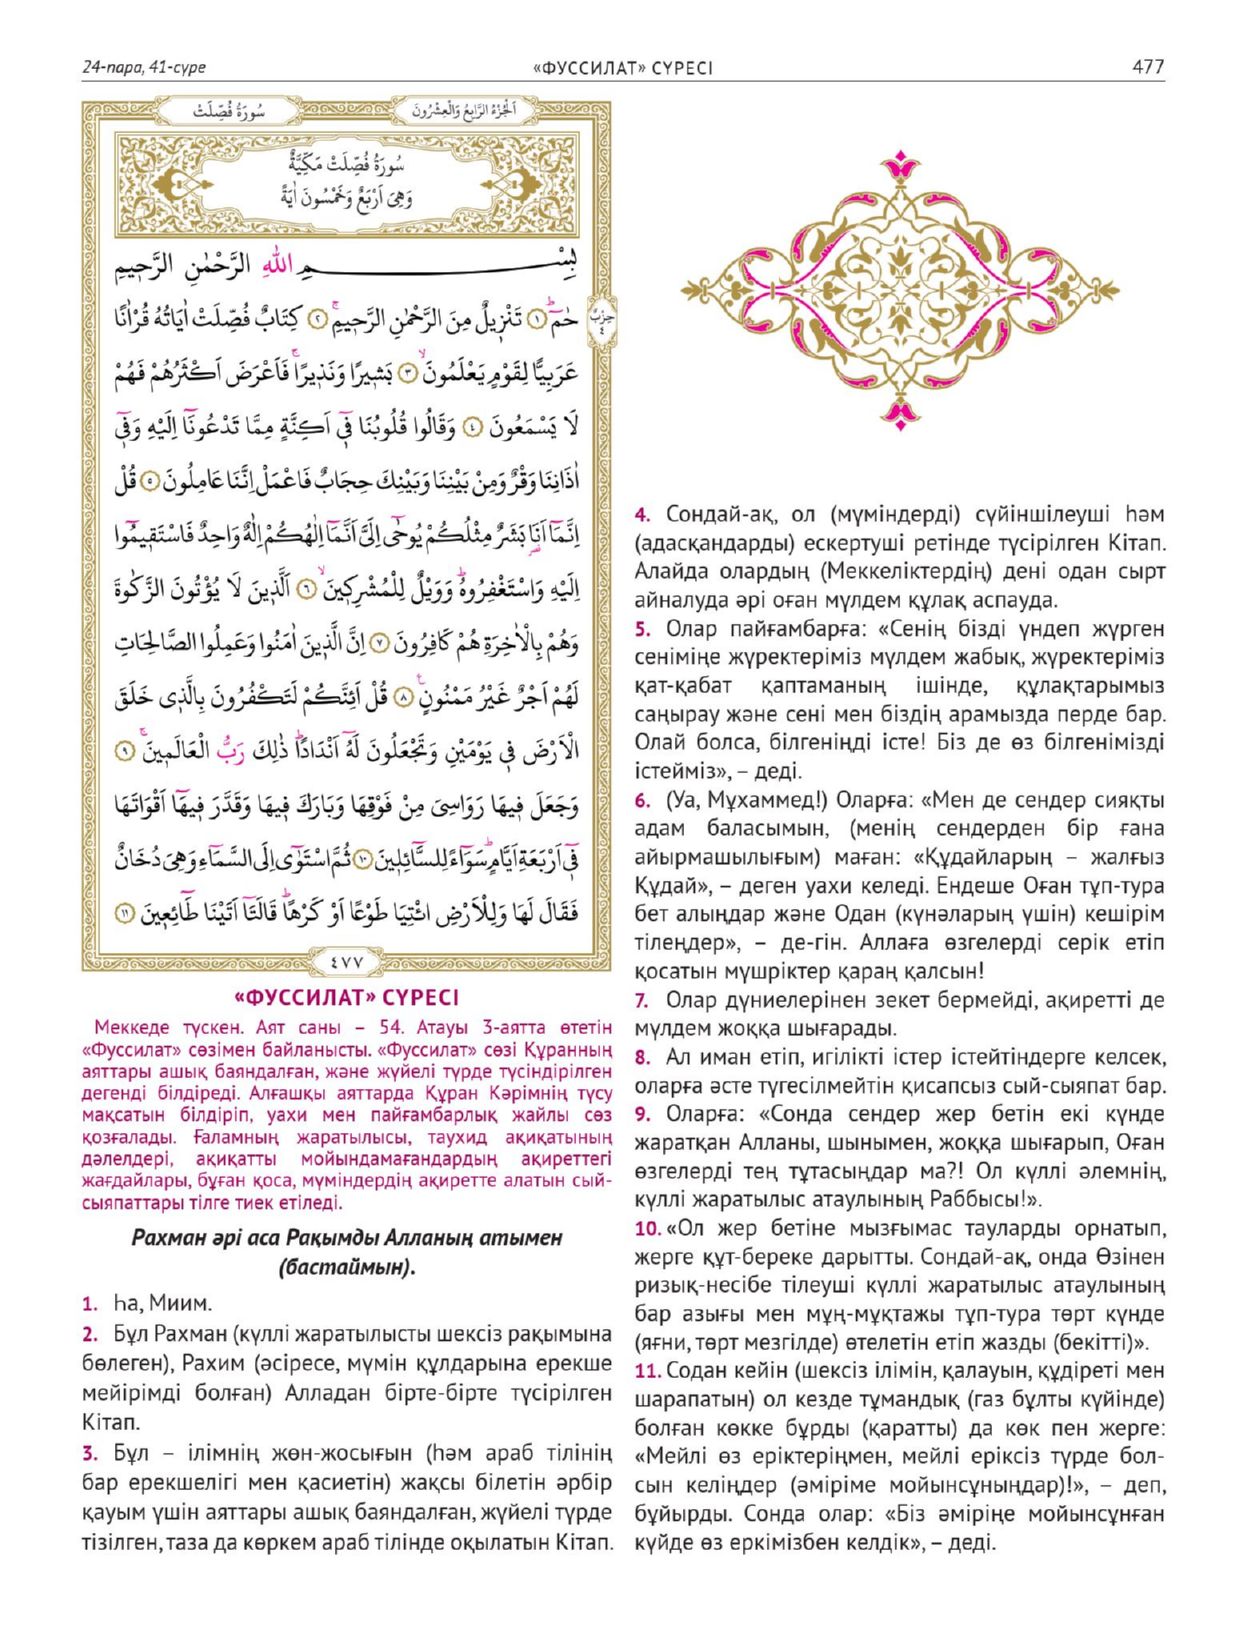 24-пара, 41-сүре
«ФУССИЛАТ» СҮРЕСІ
477
سُورَةُ فُصِّلَتْ
اَلْجُزْءُ الرَّابِعُ وَالْعِشْرُونَ
سُورَةُ فُصِّلَتْ مَكِّيَّةٌ
وَهِيَ اَرْبَعٌ وَخَمْسُونَ اٰيَةً
بِسْمِ اللّٰهِ الرَّحْمٰنِ الرَّحِيمِ
حٰمٓ ۚ ﴿١﴾ تَنْزِيلٌ مِنَ الرَّحْمٰنِ الرَّحِيمِ ۚ ﴿٢﴾ كِتَابٌ فُصِّلَتْ اٰيَاتُهُ قُرْاٰنًا
حِزْبٌ
٤
عَرَبِيًّا لِقَوْمٍ يَعْلَمُونَ ۙ ﴿٣﴾ بَشِيرًا وَنَذِيرًا ۚ فَاَعْرَضَ اَكْثَرُهُمْ فَهُمْ
لَا يَسْمَعُونَ ﴿٤﴾ وَقَالُوا قُلُوبُنَا فِٓي اَكِنَّةٍ مِمَّا تَدْعُونَٓا اِلَيْهِ وَفِٓي
اٰذَانِنَا وَقْرٌ وَمِنْ بَيْنِنَا وَبَيْنِكَ حِجَابٌ فَاعْمَلْ اِنَّنَا عَامِلُونَ ﴿٥﴾ قُلْ
اِنَّمَٓا اَنَا بَشَرٌ مِثْلُكُمْ يُوحٰٓى اِلَيَّ اَنَّمَٓا اِلٰهُكُمْ اِلٰهٌ وَاحِدٌ فَاسْتَقِيمُٓوا
اِلَيْهِ وَاسْتَغْفِرُوهُ ۜ وَوَيْلٌ لِلْمُشْرِكِينَ ۙ ﴿٦﴾ اَلَّذِينَ لَا يُؤْتُونَ الزَّكٰوةَ
وَهُمْ بِالْاٰخِرَةِ هُمْ كَافِرُونَ ﴿٧﴾ اِنَّ الَّذِينَ اٰمَنُوا وَعَمِلُوا الصَّالِحَاتِ
لَهُمْ اَجْرٌ غَيْرُ مَمْنُونٍ ۟ ﴿٨﴾ قُلْ اَئِنَّكُمْ لَتَكْفُرُونَ بِالَّذِي خَلَقَ
الْاَرْضَ فِي يَوْمَيْنِ وَتَجْعَلُونَ لَهُٓ اَنْدَادًا ۜ ذٰلِكَ رَبُّ الْعَالَمِينَ ۚ ﴿٩﴾
وَجَعَلَ فِيهَا رَوَاسِيَ مِنْ فَوْقِهَا وَبَارَكَ فِيهَا وَقَدَّرَ فِيهَٓا اَقْوَاتَهَا
فِٓي اَرْبَعَةِ اَيَّامٍ ۜ سَوَٓاءً لِلسَّٓائِلِينَ ﴿١٠﴾ ثُمَّ اسْتَوٰٓى اِلَى السَّمَٓاءِ وَهِيَ دُخَانٌ
فَقَالَ لَهَا وَلِلْاَرْضِ ائْتِيَا طَوْعًا اَوْ كَرْهًا ۜ قَالَتَٓا اَتَيْنَا طَٓائِعِينَ ﴿١١﴾
٤٧٧
«ФУССИЛАТ» СҮРЕСІ
Меккеде түскен. Аят саны – 54. Атауы 3-аятта өтетін
«Фуссилат» сөзімен байланысты. «Фуссилат» сөзі Құранның
аяттары ашық баяндалған, және жүйелі түрде түсіндірілген
дегенді білдіреді. Алғашқы аяттарда Құран Кәрімнің түсу
мақсатын білдіріп, уахи мен пайғамбарлық жайлы сөз
қозғалады. Ғаламның жаратылысы, таухид ақиқатының
дәлелдері, ақиқатты мойындамағандардың ақиреттегі
жағдайлары, бұған қоса, мүміндердің ақиретте алатын сый-
сыяпаттары тілге тиек етіледі.
Рахман әрі аса Рақымды Алланың атымен
(бастаймын).
1. Һа, Миим.
2. Бұл Рахман (күллі жаратылысты шексіз рақымына
бөлеген), Рахим (әсіресе, мүмін құлдарына ерекше
мейірімді болған) Алладан бірте-бірте түсірілген
Кітап.
3. Бұл – ілімнің жөн-жосығын (һәм араб тілінің
бар ерекшелігі мен қасиетін) жақсы білетін әрбір
қауым үшін аяттары ашық баяндалған, жүйелі түрде
тізілген, таза да көркем араб тілінде оқылатын Кітап.
4. Сондай-ақ, ол (мүміндерді) сүйіншілеуші һәм
(адасқандарды) ескертуші ретінде түсірілген Кітап.
Алайда олардың (Меккеліктердің) дені одан сырт
айналуда әрі оған мүлдем құлақ аспауда.
5. Олар пайғамбарға: «Сенің бізді үндеп жүрген
сеніміңе жүректеріміз мүлдем жабық, жүректеріміз
қат-қабат қаптаманың ішінде, құлақтарымыз
саңырау және сені мен біздің арамызда перде бар.
Олай болса, білгеніңді істе! Біз де өз білгенімізді
істейміз», – деді.
6. (Уа, Мұхаммед!) Оларға: «Мен де сендер сияқты
адам баласымын, (менің сендерден бір ғана
айырмашылығым) маған: «Құдайларың – жалғыз
Құдай», – деген уахи келеді. Ендеше Оған тұп-тура
бет алыңдар және Одан (күнәларың үшін) кешірім
тілеңдер», – де-гін. Аллаға өзгелерді серік етіп
қосатын мүшріктер қараң қалсын!
7. Олар дүниелерінен зекет бермейді, ақиретті де
мүлдем жоққа шығарады.
8. Ал иман етіп, игілікті істер істейтіндерге келсек,
оларға әсте түгесілмейтін қисапсыз сый-сыяпат бар.
9. Оларға: «Сонда сендер жер бетін екі күнде
жаратқан Алланы, шынымен, жоққа шығарып, Оған
өзгелерді тең тұтасыңдар ма?! Ол күллі әлемнің,
күллі жаратылыс атаулының Раббысы!».
10. «Ол жер бетіне мызғымас тауларды орнатып,
жерге құт-береке дарытты. Сондай-ақ, онда Өзінен
ризық-несібе тілеуші күллі жаратылыс атаулының
бар азығы мен мұң-мұқтажы тұп-тура төрт күнде
(яғни, төрт мезгілде) өтелетін етіп жазды (бекітті)».
11. Содан кейін (шексіз ілімін, қалауын, құдіреті мен
шарапатын) ол кезде тұмандық (газ бұлты күйінде)
болған көкке бұрды (қаратты) да көк пен жерге:
«Мейлі өз еріктеріңмен, мейлі еріксіз түрде бол-
сын келіңдер (әміріме мойынсұныңдар)!», – деп,
бұйырды. Сонда олар: «Біз әміріңе мойынсұнған
күйде өз еркімізбен келдік», – деді.